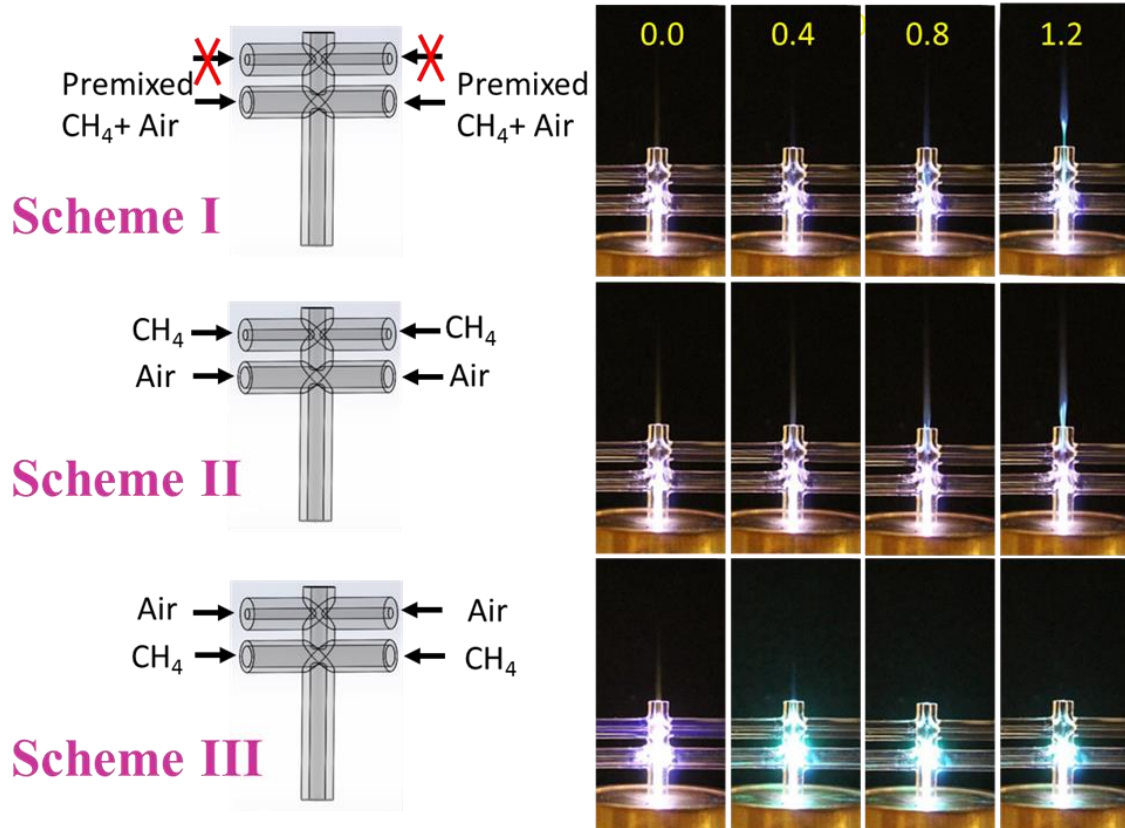 0.0 0.4 0.8 1.2
Premixed Premixed
CH₄+ Air CH₄+ Air
Scheme I
CH₄ CH₄
Air Air
Scheme II
Air Air
CH₄ CH₄
Scheme III